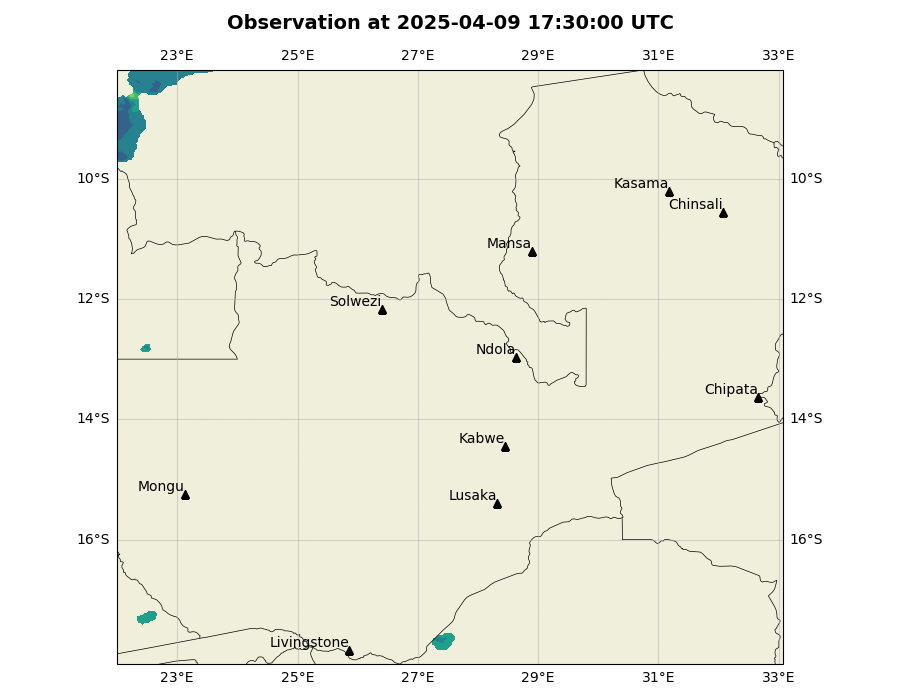 Observation at 2025-04-09 17:30:00 UTC
23°E 25°E 27°E 29°E 31°E 33°E
10°S 10°S
Kasama
Chinsali
Mansa
12°S 12°S
Solwezi
Ndola
Chipata
14°S 14°S
Kabwe
Mongu
Lusaka
16°S 16°S
Livingstone
23°E 25°E 27°E 29°E 31°E 33°E